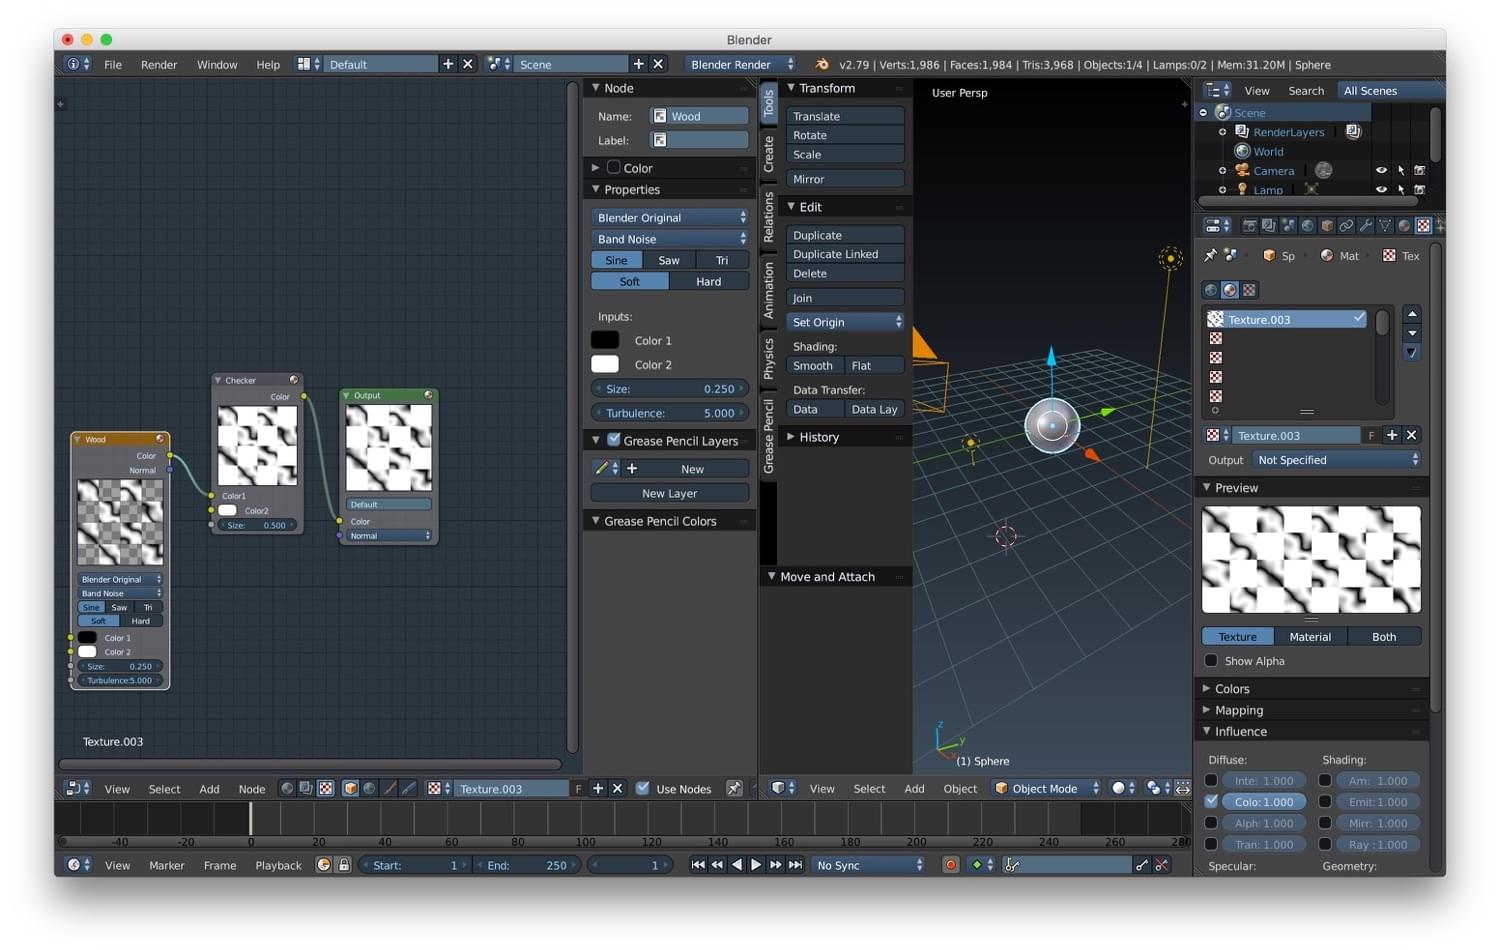 Blender
File Render Window Help Default Scene Blender Render v2.79 | Verts:1,986 | Faces:1,984 | Tris:3,968 | Objects:1/4 | Lamps:0/2 | Mem:31.20M | Sphere
Wood
Color
Normal
Blender Original
Band Noise
Sine Saw Tri
Soft Hard
Color 1
Color 2
Size: 0.250
Turbulence:5.000
Checker
Color
Color1
Color2
Size: 0.500
Output
Default
Color
Normal
Texture.003
View Select Add Node Texture.003 F Use Nodes
Node
Name: Wood
Label:
Color
Properties
Blender Original
Band Noise
Sine Saw Tri
Soft Hard
Inputs:
Color 1
Color 2
Size: 0.250
Turbulence: 5.000
Grease Pencil Layers
New
New Layer
Grease Pencil Colors
Tools
Create
Relations
Animation
Physics
Grease Pencil
Transform
Translate
Rotate
Scale
Mirror
Edit
Duplicate
Duplicate Linked
Delete
Join
Set Origin
Shading:
Smooth Flat
Data Transfer:
Data Data Lay
History
Move and Attach
User Persp
z
y
x
(1) Sphere
View Select Add Object Object Mode
View Search All Scenes
Scene
RenderLayers
World
Camera
Lamp
Sp Mat Tex
Texture.003
Texture.003 F
Output Not Specified
Preview
Texture Material Both
Show Alpha
Colors
Mapping
Influence
Diffuse: Shading:
Inte: 1.000 Am: 1.000
Colo: 1.000 Emit: 1.000
Alph: 1.000 Mirr: 1.000
Tran: 1.000 Ray : 1.000
Specular: Geometry:
-40 -20 0 20 40 60 80 100 120 140 160 180 200 220 240 260 280
View Marker Frame Playback Start: 1 End: 250 1 No Sync